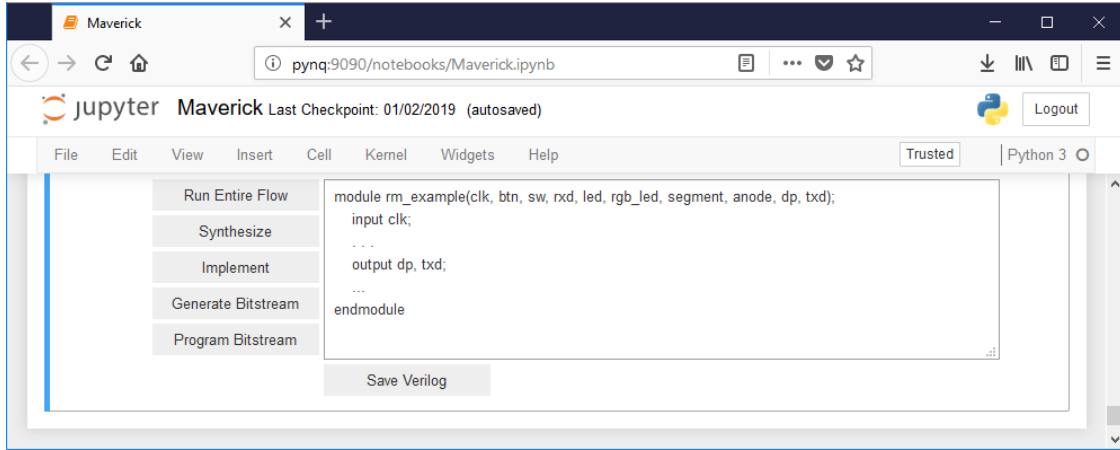 Maverick
pynq:9090/notebooks/Maverick.ipynb
jupyter Maverick Last Checkpoint: 01/02/2019 (autosaved)
Logout
File Edit View Insert Cell Kernel Widgets Help Trusted Python 3
Run Entire Flow
Synthesize
Implement
Generate Bitstream
Program Bitstream
module rm_example(clk, btn, sw, rxd, led, rgb_led, segment, anode, dp, txd);
input clk;
. . .
output dp, txd;
...
endmodule
Save Verilog